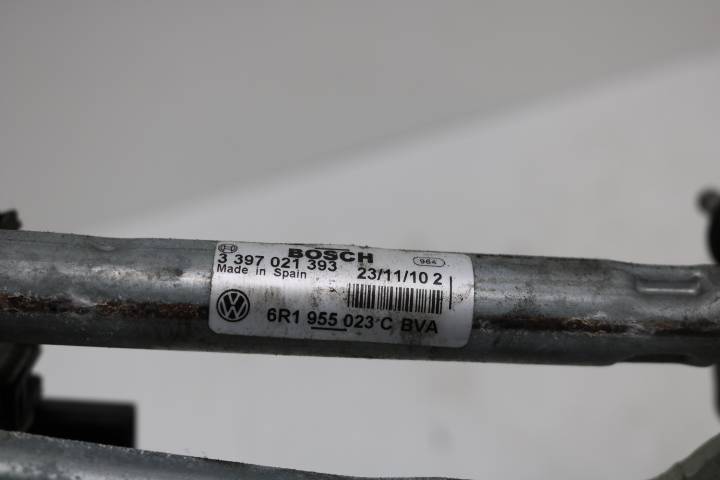 BOSCH 964
3 397 021 393
Made in Spain 23/11/10 2
6R1 955 023 C BVA